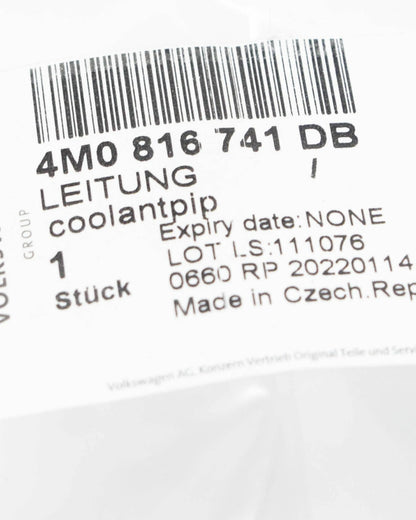 4M0 816 741 DB
LEITUNG
coolantpip
1
Stück
Expiry date:NONE
LOT LS:111076
0660 RP 20220114
Made in Czech.Rep
GROUP
Volkswagen AG, Konzern Vertrieb Original Teile und Serv